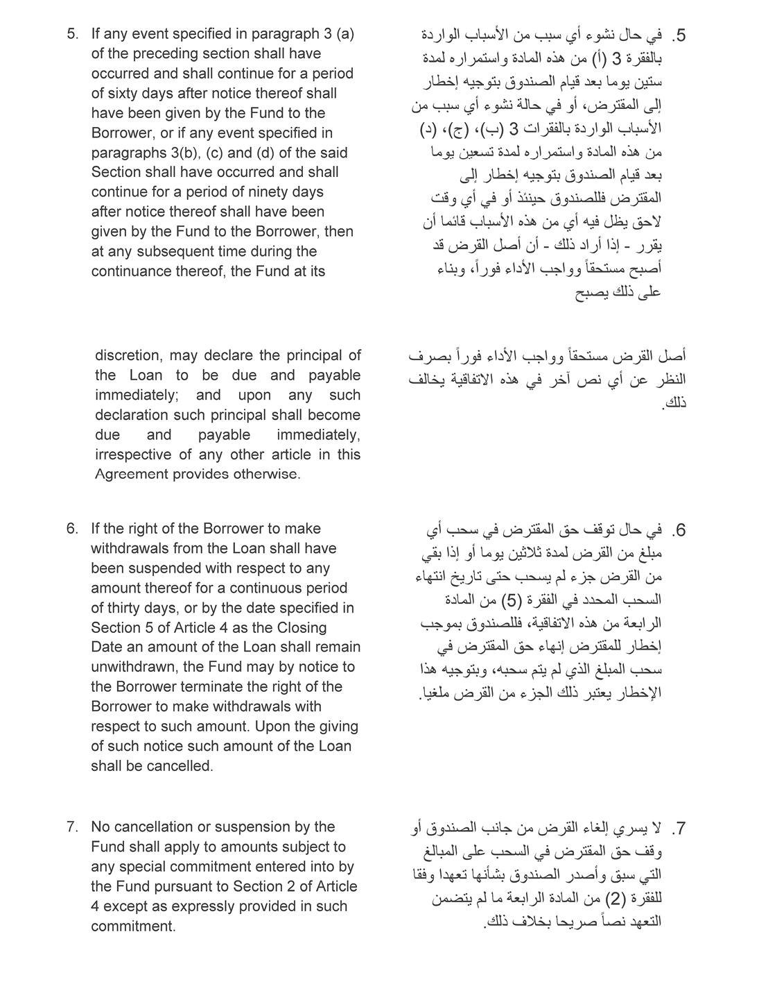 5. If any event specified in paragraph 3 (a)
of the preceding section shall have
occurred and shall continue for a period
of sixty days after notice thereof shall
have been given by the Fund to the
Borrower, or if any event specified in
paragraphs 3(b), (c) and (d) of the said
Section shall have occurred and shall
continue for a period of ninety days
after notice thereof shall have been
given by the Fund to the Borrower, then
at any subsequent time during the
continuance thereof, the Fund at its
5. في حال نشوء أي سبب من الأسباب الواردة
بالفقرة 3 (أ) من هذه المادة واستمراره لمدة
ستين يوما بعد قيام الصندوق بتوجيه إخطار
إلى المقترض، أو في حالة نشوء أي سبب من
الأسباب الواردة بالفقرات 3 (ب)، (ج)، (د)
من هذه المادة واستمراره لمدة تسعين يوما
بعد قيام الصندوق بتوجيه إخطار إلى
المقترض فللصندوق حينئذ أو في أي وقت
لاحق يظل فيه أي من هذه الأسباب قائما أن
يقرر - إذا أراد ذلك - أن أصل القرض قد
أصبح مستحقاً وواجب الأداء فوراً، وبناء
على ذلك يصبح
discretion, may declare the principal of
the Loan to be due and payable
immediately; and upon any such
declaration such principal shall become
due and payable immediately,
irrespective of any other article in this
Agreement provides otherwise.
أصل القرض مستحقاً وواجب الأداء فوراً بصرف
النظر عن أي نص آخر في هذه الاتفاقية يخالف
ذلك.
6. If the right of the Borrower to make
withdrawals from the Loan shall have
been suspended with respect to any
amount thereof for a continuous period
of thirty days, or by the date specified in
Section 5 of Article 4 as the Closing
Date an amount of the Loan shall remain
unwithdrawn, the Fund may by notice to
the Borrower terminate the right of the
Borrower to make withdrawals with
respect to such amount. Upon the giving
of such notice such amount of the Loan
shall be cancelled.
6. في حال توقف حق المقترض في سحب أي
مبلغ من القرض لمدة ثلاثين يوما أو إذا بقي
من القرض جزء لم يسحب حتى تاريخ انتهاء
السحب المحدد في الفقرة (5) من المادة
الرابعة من هذه الاتفاقية، فللصندوق بموجب
إخطار للمقترض إنهاء حق المقترض في
سحب المبلغ الذي لم يتم سحبه، وبتوجيه هذا
الإخطار يعتبر ذلك الجزء من القرض ملغيا.
7. No cancellation or suspension by the
Fund shall apply to amounts subject to
any special commitment entered into by
the Fund pursuant to Section 2 of Article
4 except as expressly provided in such
commitment.
7. لا يسري إلغاء القرض من جانب الصندوق أو
وقف حق المقترض في السحب على المبالغ
التي سبق وأصدر الصندوق بشأنها تعهدا وفقا
للفقرة (2) من المادة الرابعة ما لم يتضمن
التعهد نصاً صريحا بخلاف ذلك.